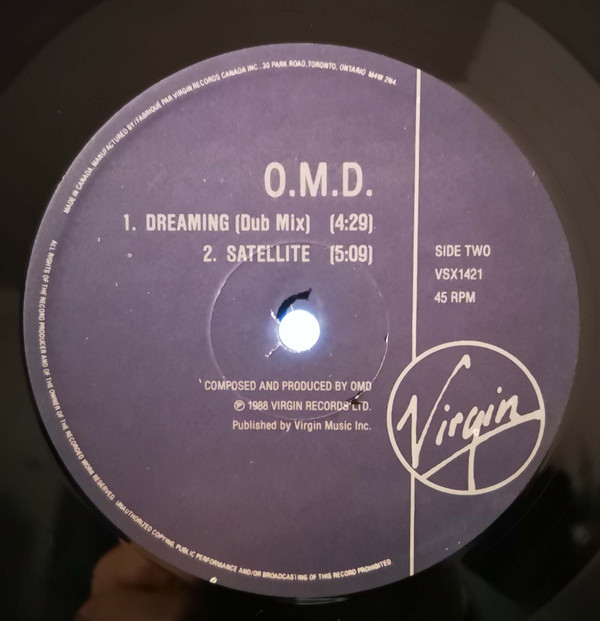 MADE IN CANADA. MANUFACTURED BY/FABRIQUÉ PAR VIRGIN RECORDS CANADA INC., 30 PARK ROAD, TORONTO, ONTARIO M4W 2N4
O.M.D.
1. DREAMING (Dub Mix) (4:29)
2. SATELLITE (5:09)
SIDE TWO
VSX1421
45 RPM
COMPOSED AND PRODUCED BY OMD
℗ 1988 VIRGIN RECORDS LTD.
Published by Virgin Music Inc.
Virgin
ALL RIGHTS OF THE RECORD PRODUCER AND OF THE OWNER OF THE RECORDED WORK RESERVED. UNAUTHORIZED COPYING, PUBLIC PERFORMANCE AND/OR BROADCASTING OF THIS RECORD PROHIBITED.